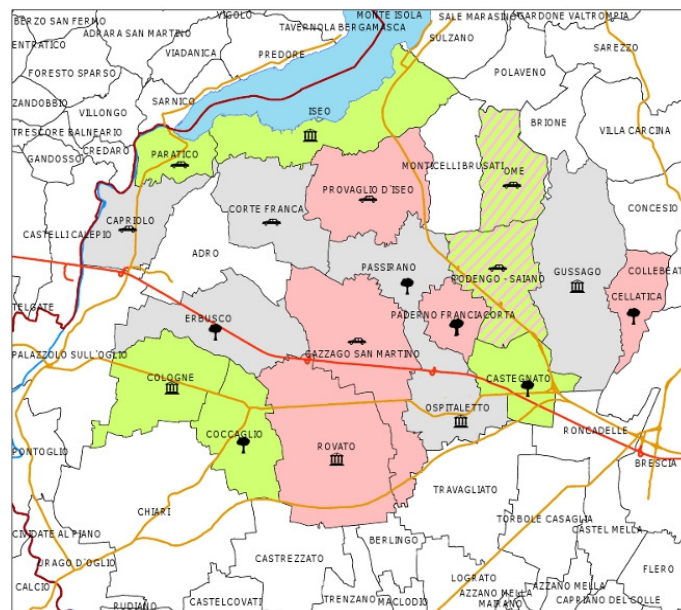 BERZO SAN FERMO
VIGOLO
MONTE ISOLA
SALE MARASINO
GARDONE VALTROMPIA
ENTRATICO
ADRARA SAN MARTINO
TAVERNOLA BERGAMASCA
SULZANO
SAREZZO
VIADANICA
PREDORE
FORESTO SPARSO
POLAVENO
ZANDOBBIO
VILLONGO
SARNICO
ISEO
BRIONE
TRESCORE BALNEARIO
VILLA CARCINA
CREDARO
GANDOSSO
PARATICO
MONTICELLI BRUSATI
OME
PROVAGLIO D'ISEO
CORTE FRANCA
CONCESIO
CAPRIOLO
CASTELLI CALEPIO
ADRO
PASSIRANO
RODENGO - SAIANO
GUSSAGO
COLLEBEAT
CELLATICA
TELGATE
ERBUSCO
PADERNO FRANCIACORTA
PALAZZOLO SULL'OGLIO
GAZZAGO SAN MARTINO
COLOGNE
CASTEGNATO
OSPITALETTO
COCCAGLIO
RONCADELLE
ROVATO
PONTOGLIO
BRESCIA
TRAVAGLIATO
CHIARI
TORBOLE CASAGLIA
CIVIDATE AL PIANO
CASTEL MELLA
BERLINGO
CASTREZZATO
URAGO D'OGLIO
FLERO
LOGRATO
CALCIO
AZZANO MELLA
AZZANO MELLA
TRENZANO
CASTELCOVATI
MACLODIO
MAIRANO
CAPRIANO DEL COLLE
RUDIANO